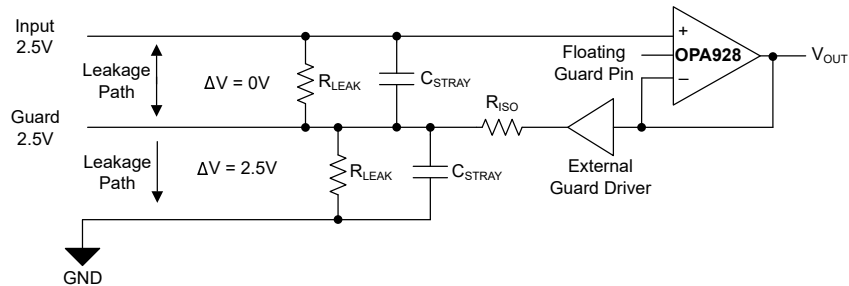 Input
2.5V
Leakage
Path
ΔV = 0V
R_LEAK
C_STRAY
Floating
Guard Pin
+
OPA928
–
V_OUT
Guard
2.5V
R_ISO
External
Guard Driver
Leakage
Path
ΔV = 2.5V
R_LEAK
C_STRAY
GND